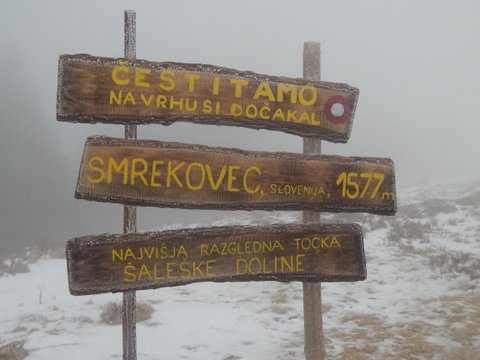 ČESTITAMO
NA VRHU SI DOČAKAL
SMREKOVEC, SLOVENIJA, 1577 m
NAJVIŠJA RAZGLEDNA TOČKA
ŠALEŠKE DOLINE